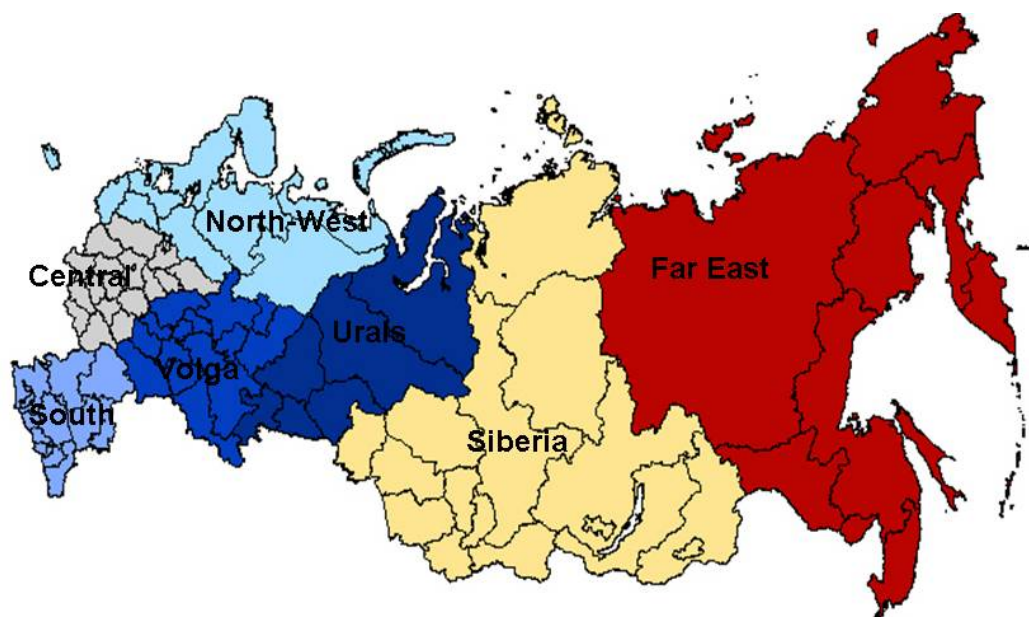 North-West
Central
Far East
Urals
Volga
South
Siberia